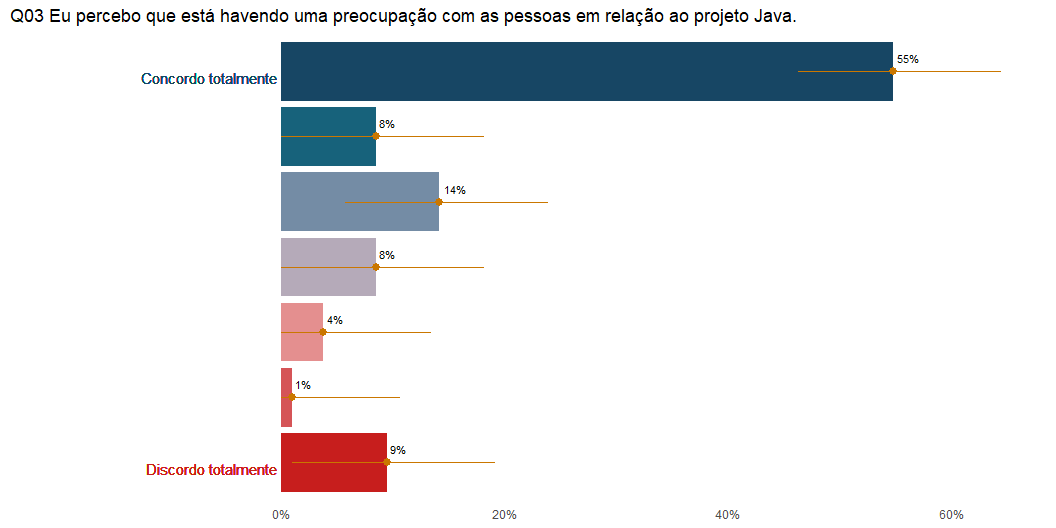 Q03 Eu percebo que está havendo uma preocupação com as pessoas em relação ao projeto Java.
55%
Concordo totalmente
8%
14%
8%
4%
1%
9%
Discordo totalmente
0% 20% 40% 60%